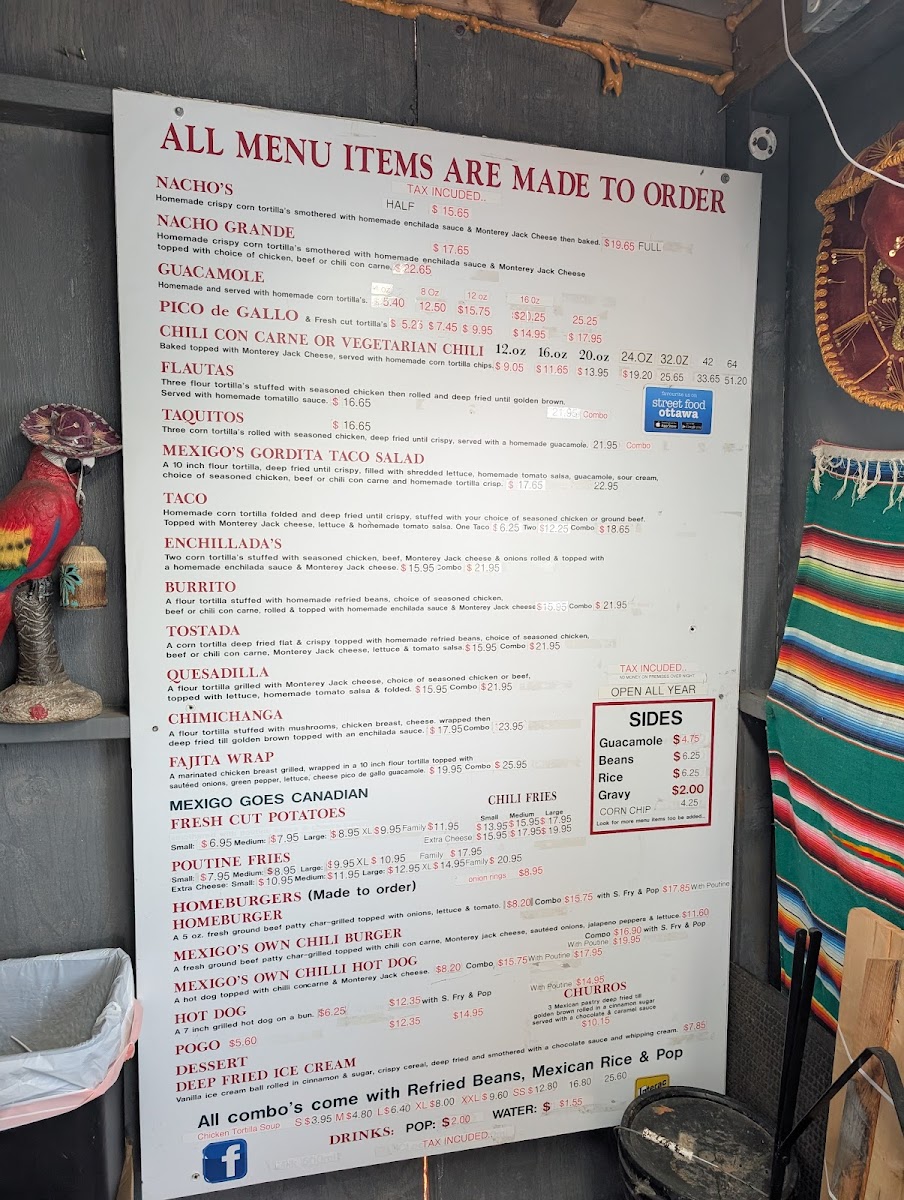 ALL MENU ITEMS ARE MADE TO ORDER
TAX INCLUDED..
NACHO'S HALF $ 15.65
Homemade crispy corn tortilla's smothered with homemade enchilada sauce & Monterey Jack Cheese then baked. $19.65 FULL
NACHO GRANDE $ 17.65
Homemade crispy corn tortilla's smothered with homemade enchilada sauce & Monterey Jack Cheese
topped with choice of chicken, beef or chili con carne. $ 22.65
GUACAMOLE 8 Oz 12 oz 16 0z
Homemade and served with homemade corn tortilla's. 12.50 $15.75 25.25
PICO de GALLO & Fresh cut tortilla's $ 7.45 $ 9.95 $14.95 $ 17.95
CHILI CON CARNE OR VEGETARIAN CHILI 12.oz 16.oz 20.oz 24.OZ 32.0Z 42 64
Baked topped with Monterey Jack Cheese, served with homemade corn tortilla chips. $ 9.05 $11.65 $13.95 $19.20 25.65 33.65 51.20
FLAUTAS
Three flour tortilla's stuffed with seasoned chicken then rolled and deep fried until golden brown.
Served with homemade tomatillo sauce. $ 16.65 21.95 Combo
favourite us on
street food
ottawa
TAQUITOS $ 16.65
Three corn tortilla's rolled with seasoned chicken, deep fried until crispy, served with a homemade guacamole. 21.95 Combo
MEXIGO'S GORDITA TACO SALAD
A 10 inch flour tortilla, deep fried until crispy, filled with shredded lettuce, homemade tomato salsa, guacamole, sour cream,
choice of seasoned chicken, beef or chili con carne and homemade tortilla crisp. $ 17.65 22.95
TACO
Homemade corn tortilla folded and deep fried until crispy, stuffed with your choice of seasoned chicken or ground beef.
Topped with Monterey Jack cheese, lettuce & homemade tomato salsa. One Taco $ 6.25 Two $12.25 Combo $ 18.65
ENCHILLADA'S
Two corn tortilla's stuffed with seasoned chicken, beef, Monterey Jack cheese & onions rolled & topped with
a homemade enchilada sauce & Monterey Jack cheese. $ 15.95 Combo $ 21.95
BURRITO
A flour tortilla stuffed with homemade refried beans, choice of seasoned chicken,
beef or chili con carne, rolled & topped with homemade enchilada sauce & Monterey Jack cheese $15.95 Combo $ 21.95
TOSTADA
A corn tortilla deep fried flat & crispy topped with homemade refried beans, choice of seasoned chicken,
beef or chili con carne, Monterey Jack cheese, lettuce & tomato salsa $ 15.95 Combo $21.95
QUESADILLA
A flour tortilla grilled with Monterey Jack cheese, choice of seasoned chicken or beef,
topped with lettuce, homemade tomato salsa & folded. $15.95 Combo $21.95
CHIMICHANGA
A flour tortilla stuffed with mushrooms, chicken breast, cheese, wrapped then
deep fried till golden brown topped with an enchilada sauce. $ 17.95 Combo 23.95
FAJITA WRAP
A marinated chicken breast grilled, wrapped in a 10 inch flour tortilla topped with
sautéed onions, green pepper, lettuce, cheese pico de gallo guacamole. $ 19.95 Combo $ 25.95
TAX INCLUDED..
NO MONEY ON PREMISES OVER NIGHT
OPEN ALL YEAR
SIDES
Guacamole $ 4.75
Beans $ 6.25
Rice $ 6.25
Gravy $2.00
CORN CHIP 4.25
Look for more menu items too be added...
MEXIGO GOES CANADIAN
FRESH CUT POTATOES
Small: $ 6.95 Medium: $7.95 Large: $ 8.95 XL $ 9.95 Family $11.95
CHILI FRIES
Small Medium Large
$13.95 $15.95 $ 17.95
Extra Cheese $15.95 $ 17.95 $ 19.95
POUTINE FRIES
Small: $7.95 Medium: $8.95 Large: $9.95 XL $ 10.95 Family $17.95
Extra Cheese: Small: $ 10.95 Medium: $11.95 Large: $ 12.95 XL $ 14.95 Family $ 20.95
onion rings $8.95
HOMEBURGERS (Made to order)
HOMEBURGER
A 5 oz. fresh ground beef patty char-grilled topped with onions, lettuce & tomato. $8.20 Combo $15.75 with S. Fry & Pop $17.85 With Poutine
MEXIGO'S OWN CHILI BURGER
A fresh ground beef patty char-grilled topped with chili con carne, Monterey jack cheese, sautéed onions, jalapeno peppers & lettuce $11.60
Combo $16.90 with S. Fry & Pop
With Poutine $19.95
MEXIGO'S OWN CHILLI HOT DOG
A hot dog topped with chili concarne & Monterey Jack cheese. $8.20 Combo $15.75 With Poutine $17.95
HOT DOG
A 7 inch grilled hot dog on a bun. $6.25 $12.35 with S. Fry & Pop With Poutine $14.95
POGO $5.60 $12.35 $14.95
CHURROS
3 Mexican pastry deep fried till
golden brown rolled in a cinnamon sugar
served with a chocolate & caramel sauce
$10.15
DESSERT
DEEP FRIED ICE CREAM
Vanilla ice cream ball rolled in cinnamon & sugar, crispy cereal, deep fried and smothered with a chocolate sauce and whipping cream. $7.85
All combo's come with Refried Beans, Mexican Rice & Pop
Chicken Tortilla Soup S $ 3.95 M $ 4.80 L $ 6.40 XL $8.00 XXL $ 9.60 SS $ 12.80 16.80 25.60
DRINKS: POP: $2.00 WATER: $ $1.55
TAX INCLUDED..
f
Interac